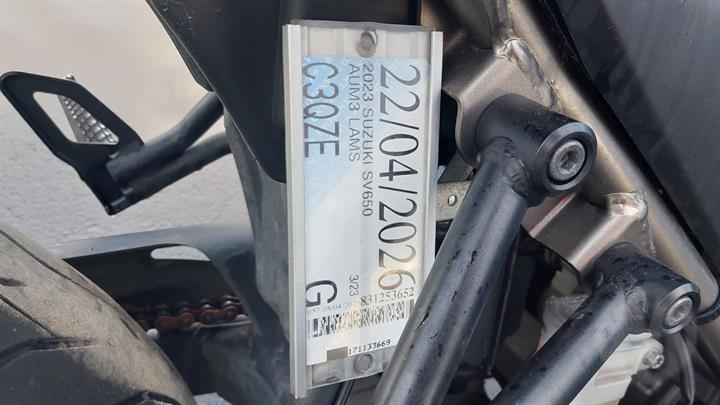 22/04/2026
2023 SUZUKI SV650
AUM3 LAMS
C3QZE
3/23
G
831253652
171133669